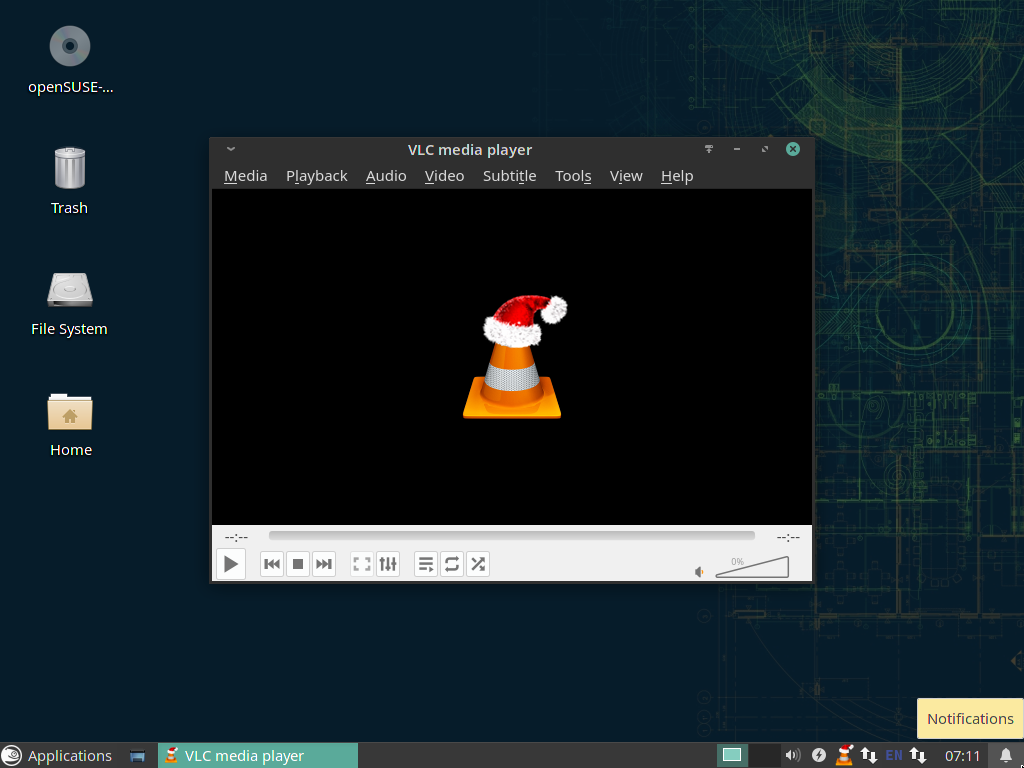 openSUSE-...
Trash
File System
Home
VLC media player
Media Playback Audio Video Subtitle Tools View Help
--:-- --:--
0%
Notifications
Applications VLC media player EN 07:11